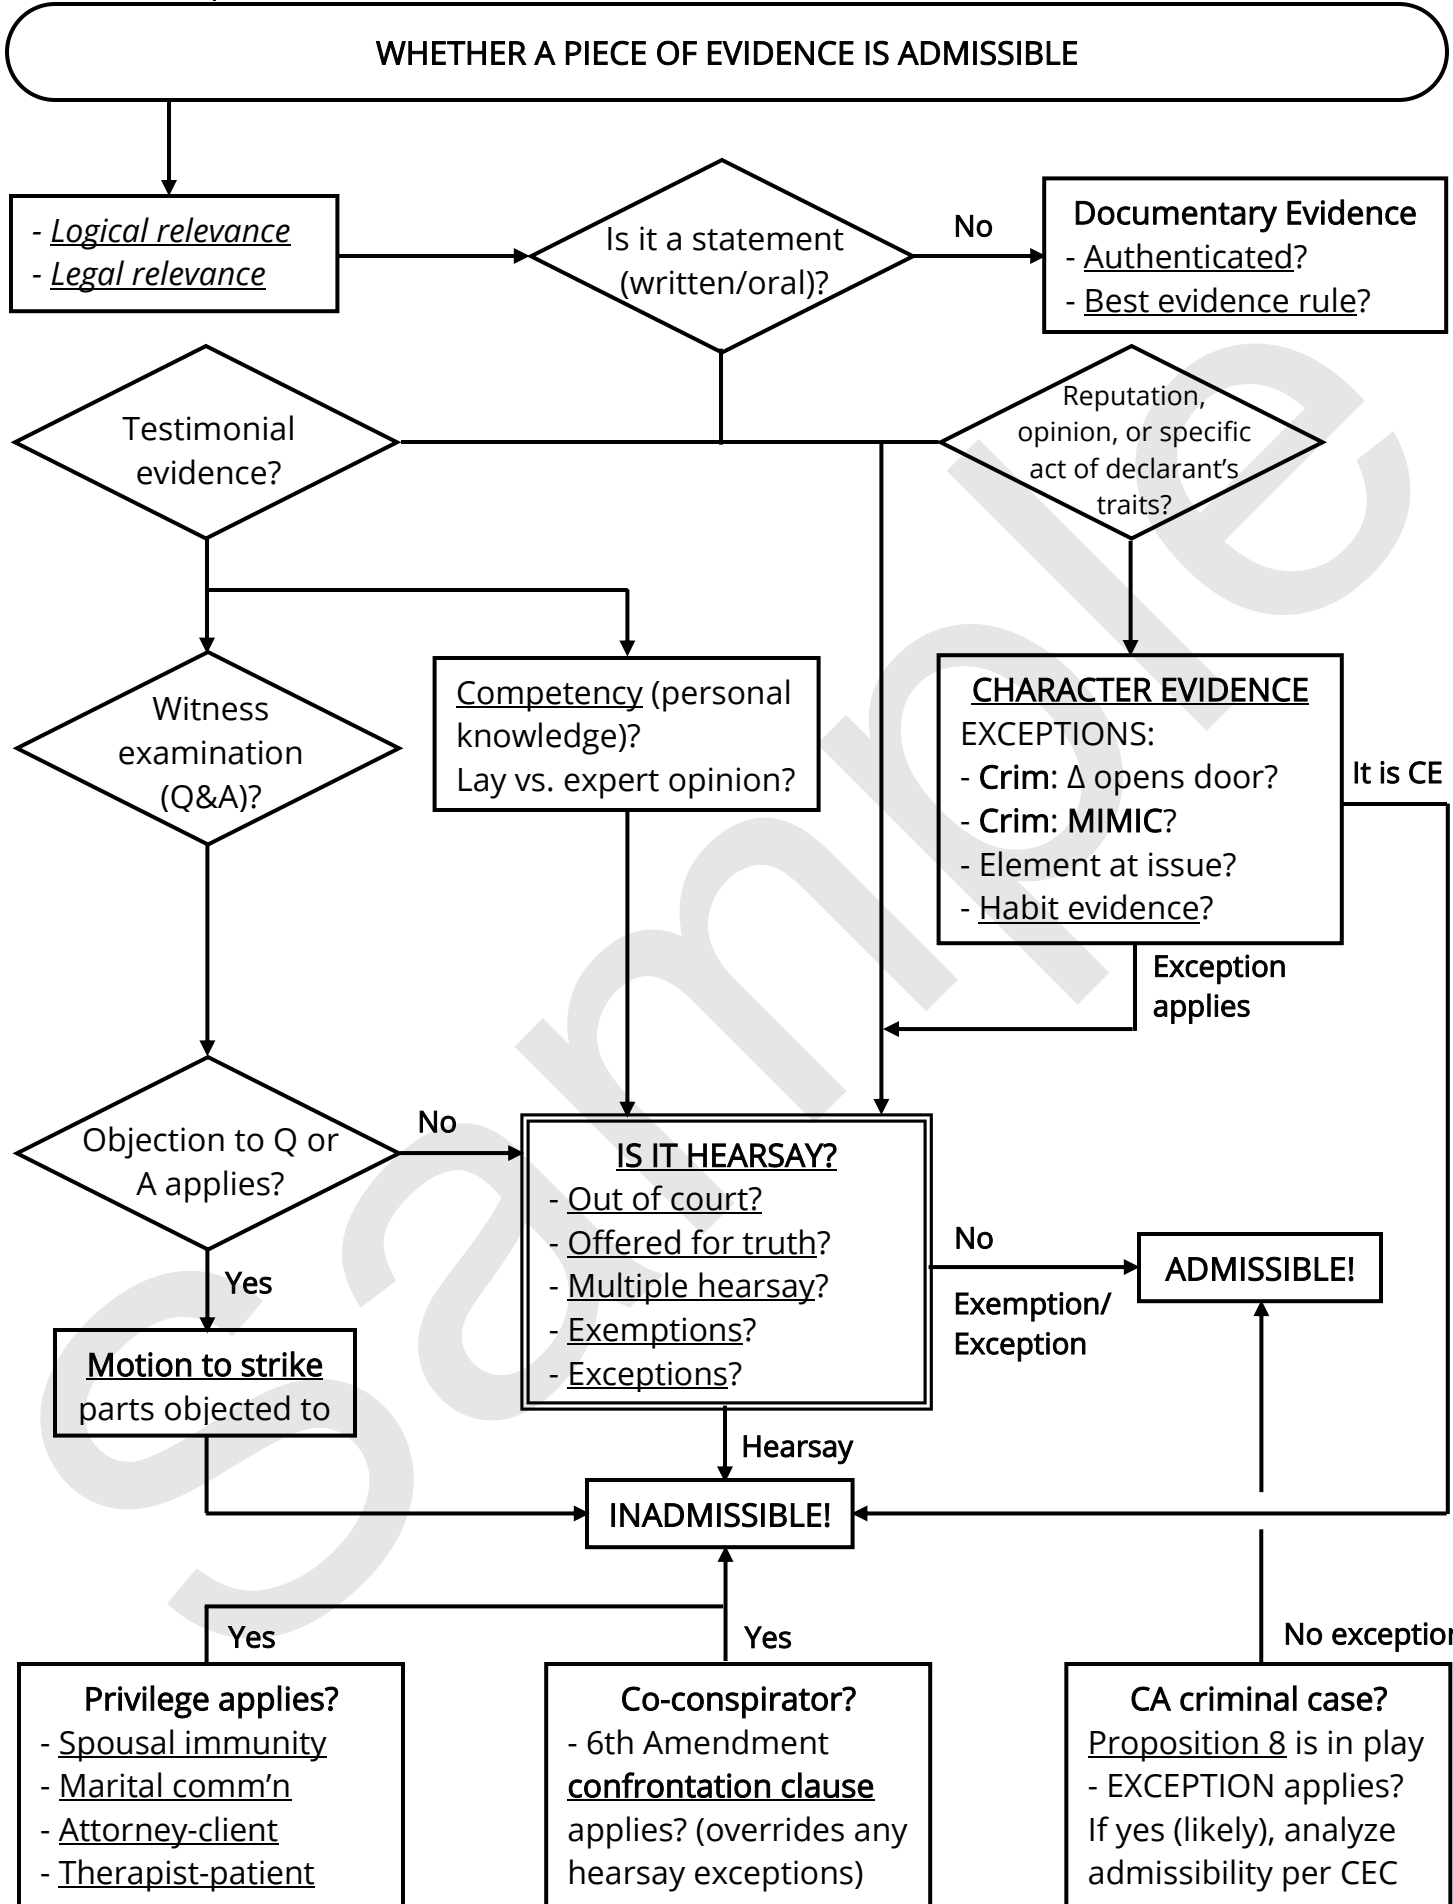 WHETHER A PIECE OF EVIDENCE IS ADMISSIBLE
- Logical relevance
- Legal relevance
Is it a statement
(written/oral)?
No
Documentary Evidence
- Authenticated?
- Best evidence rule?
Testimonial
evidence?
Reputation,
opinion, or specific
act of declarant's
traits?
Witness
examination
(Q&A)?
Competency (personal
knowledge)?
Lay vs. expert opinion?
CHARACTER EVIDENCE
EXCEPTIONS:
- Crim: Δ opens door?
- Crim: MIMIC?
- Element at issue?
- Habit evidence?
It is CE
Exception
applies
Objection to Q or
A applies?
No
Yes
IS IT HEARSAY?
- Out of court?
- Offered for truth?
- Multiple hearsay?
- Exemptions?
- Exceptions?
No
Exemption/
Exception
ADMISSIBLE!
Motion to strike
parts objected to
Hearsay
INADMISSIBLE!
Yes
Yes
No exception
Privilege applies?
- Spousal immunity
- Marital comm'n
- Attorney-client
- Therapist-patient
Co-conspirator?
- 6th Amendment
confrontation clause
applies? (overrides any
hearsay exceptions)
CA criminal case?
Proposition 8 is in play
- EXCEPTION applies?
If yes (likely), analyze
admissibility per CEC
Sample